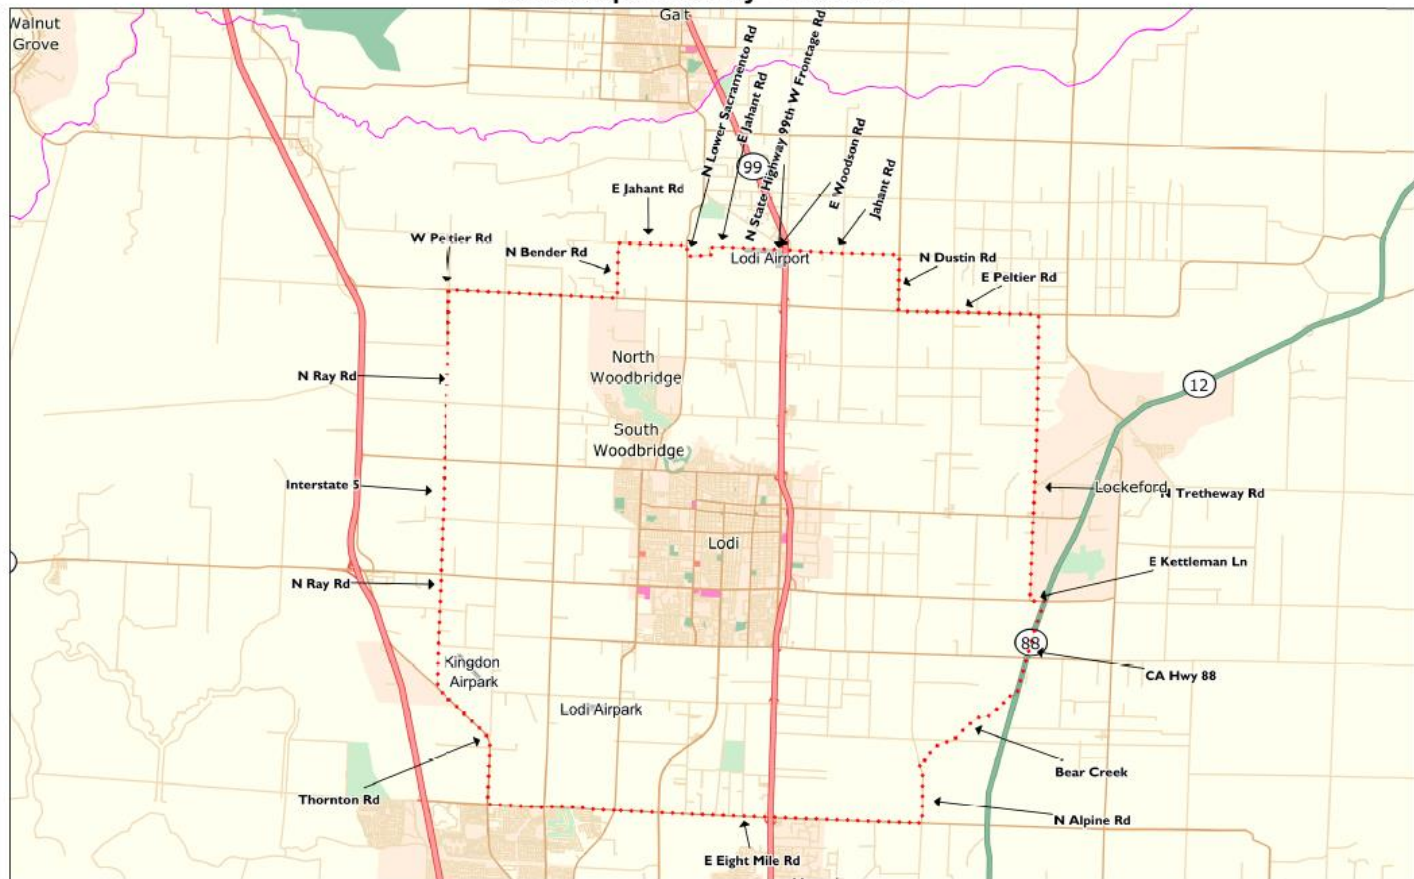 Galt
Walnut
Grove
N Lower Sacramento Rd
E Jahant Rd
N State Highway 99th W Frontage Rd
99
E Woodson Rd
Jahant Rd
E Jahant Rd
W Peltier Rd
N Bender Rd
Lodi Airport
N Dustin Rd
E Peltier Rd
North
Woodbridge
N Ray Rd
12
South
Woodbridge
Interstate 5
Lockeford
N Tretheway Rd
Lodi
E Kettleman Ln
N Ray Rd
88
Kingdon
Airpark
CA Hwy 88
Lodi Airpark
Bear Creek
Thornton Rd
N Alpine Rd
E Eight Mile Rd